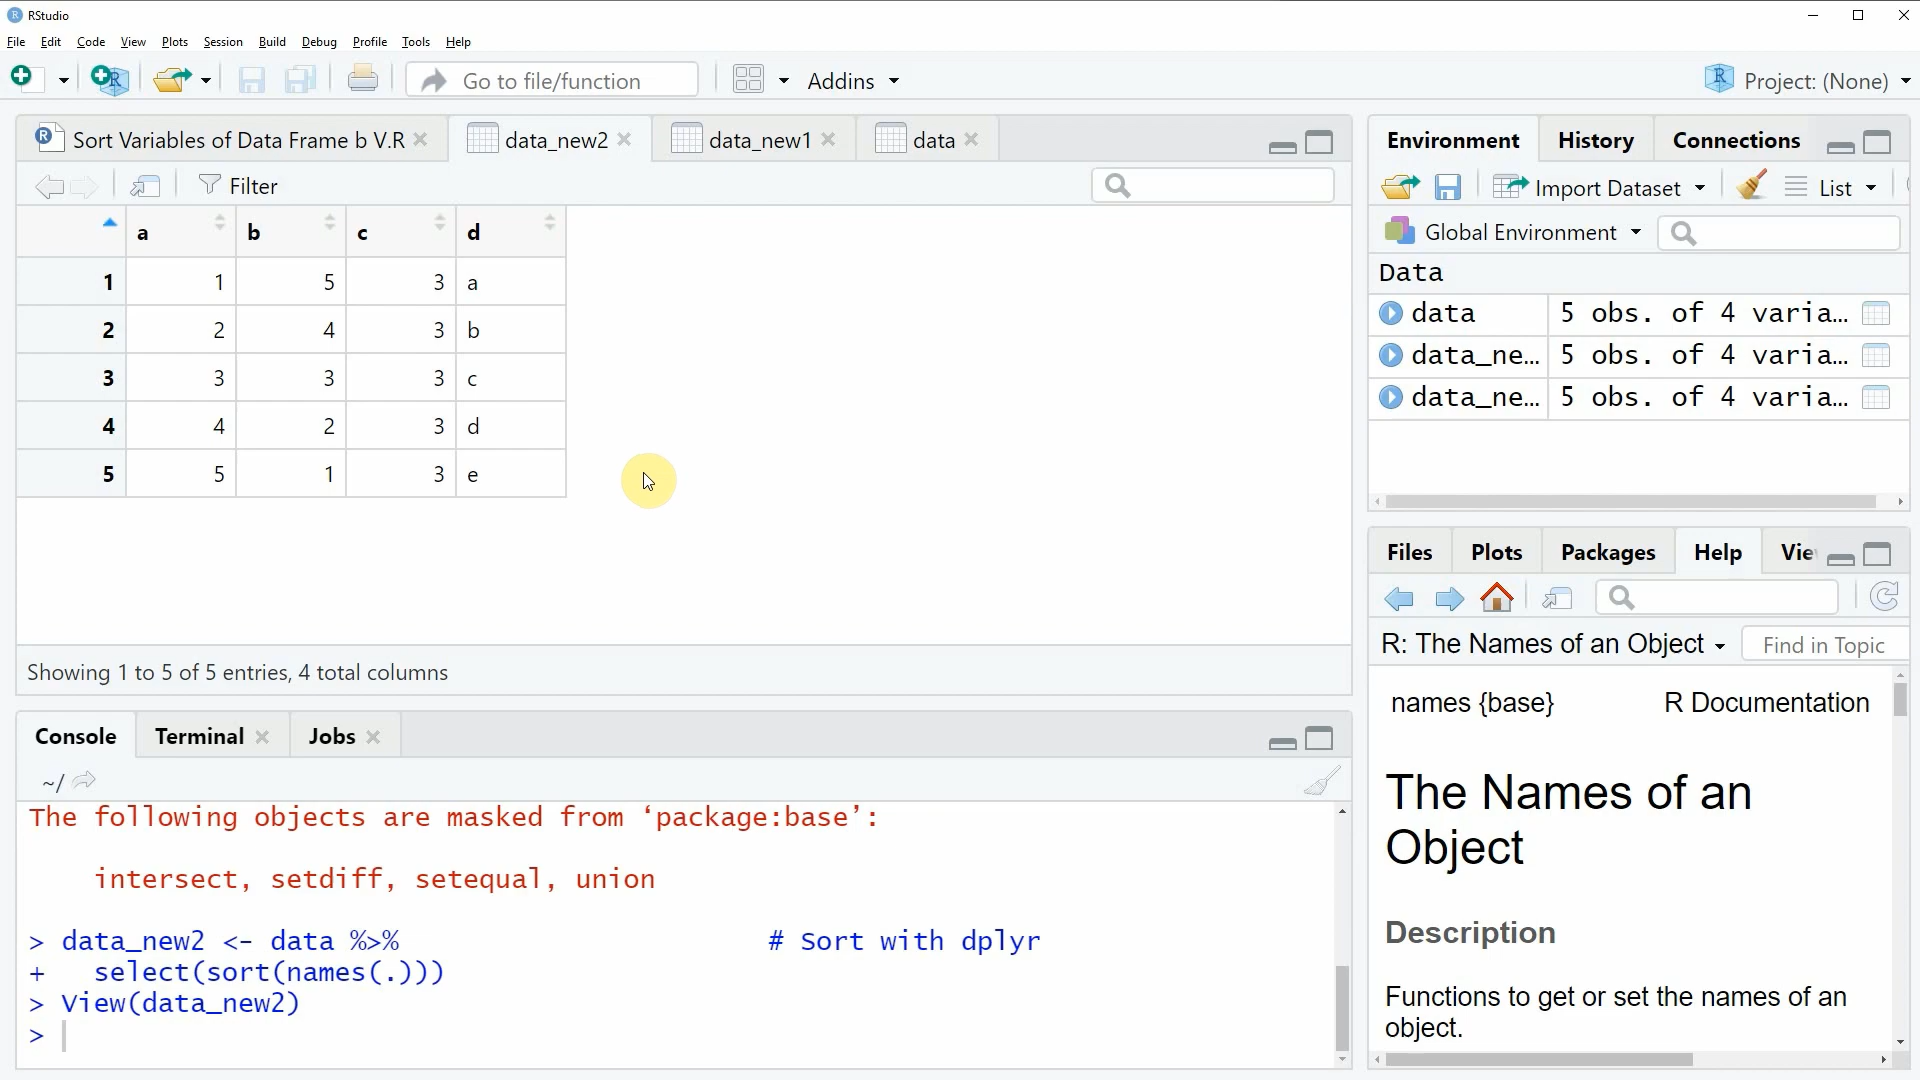 RStudio
File Edit Code View Plots Session Build Debug Profile Tools Help
Go to file/function Addins Project: (None)
Sort Variables of Data Frame b V.R data_new2 data_new1 data
Filter
a b c d
1 1 5 3 a
2 2 4 3 b
3 3 3 3 c
4 4 2 3 d
5 5 1 3 e
Showing 1 to 5 of 5 entries, 4 total columns
Console Terminal Jobs
~/
The following objects are masked from ‘package:base’:
intersect, setdiff, setequal, union
> data_new2 <- data %>% # Sort with dplyr
+ select(sort(names(.)))
> View(data_new2)
>
Environment History Connections
Import Dataset List
Global Environment
Data
data 5 obs. of 4 varia…
data_ne… 5 obs. of 4 varia…
data_ne… 5 obs. of 4 varia…
Files Plots Packages Help Vie
R: The Names of an Object Find in Topic
names {base} R Documentation
The Names of an
Object
Description
Functions to get or set the names of an
object.